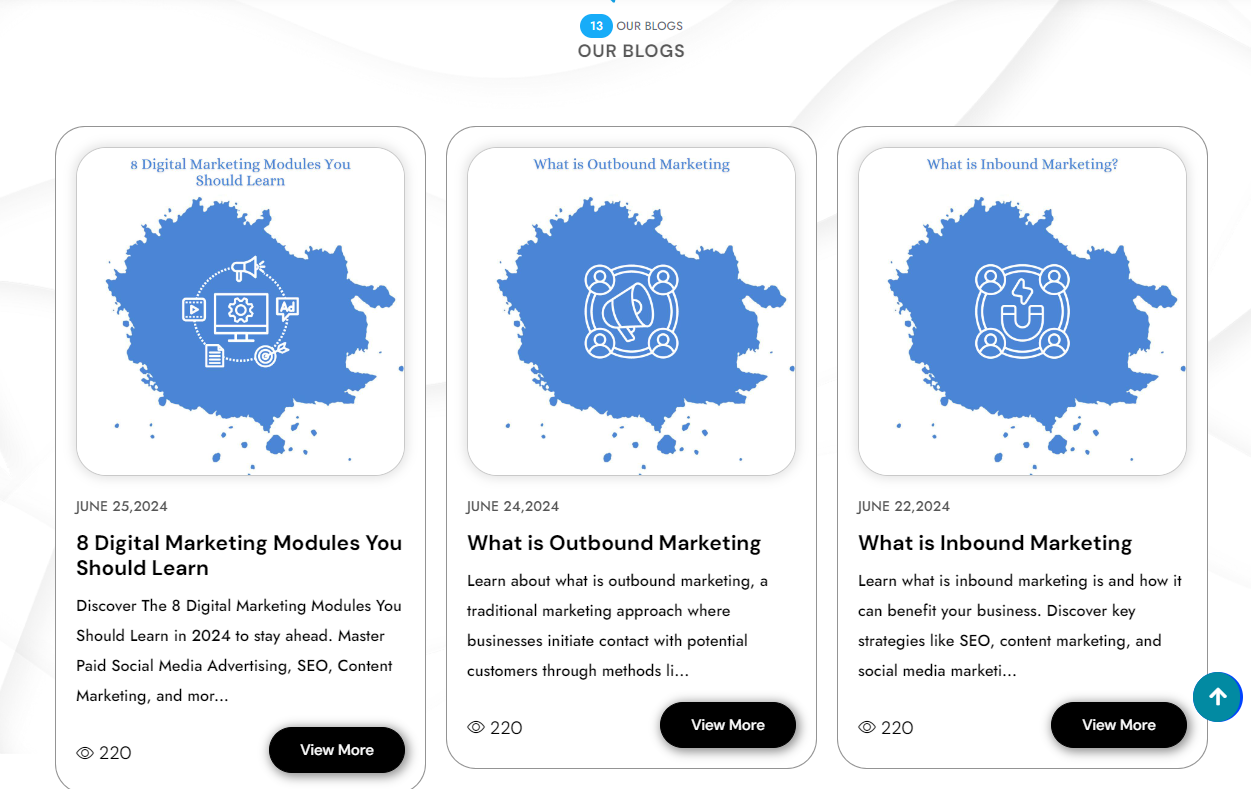 13 OUR BLOGS
OUR BLOGS
8 Digital Marketing Modules You
Should Learn
Ad
JUNE 25,2024
8 Digital Marketing Modules You
Should Learn
Discover The 8 Digital Marketing Modules You
Should Learn in 2024 to stay ahead. Master
Paid Social Media Advertising, SEO, Content
Marketing, and mor...
220
View More
What is Outbound Marketing
JUNE 24,2024
What is Outbound Marketing
Learn about what is outbound marketing, a
traditional marketing approach where
businesses initiate contact with potential
customers through methods li...
220
View More
What is Inbound Marketing?
JUNE 22,2024
What is Inbound Marketing
Learn what is inbound marketing is and how it
can benefit your business. Discover key
strategies like SEO, content marketing, and
social media marketi...
220
View More